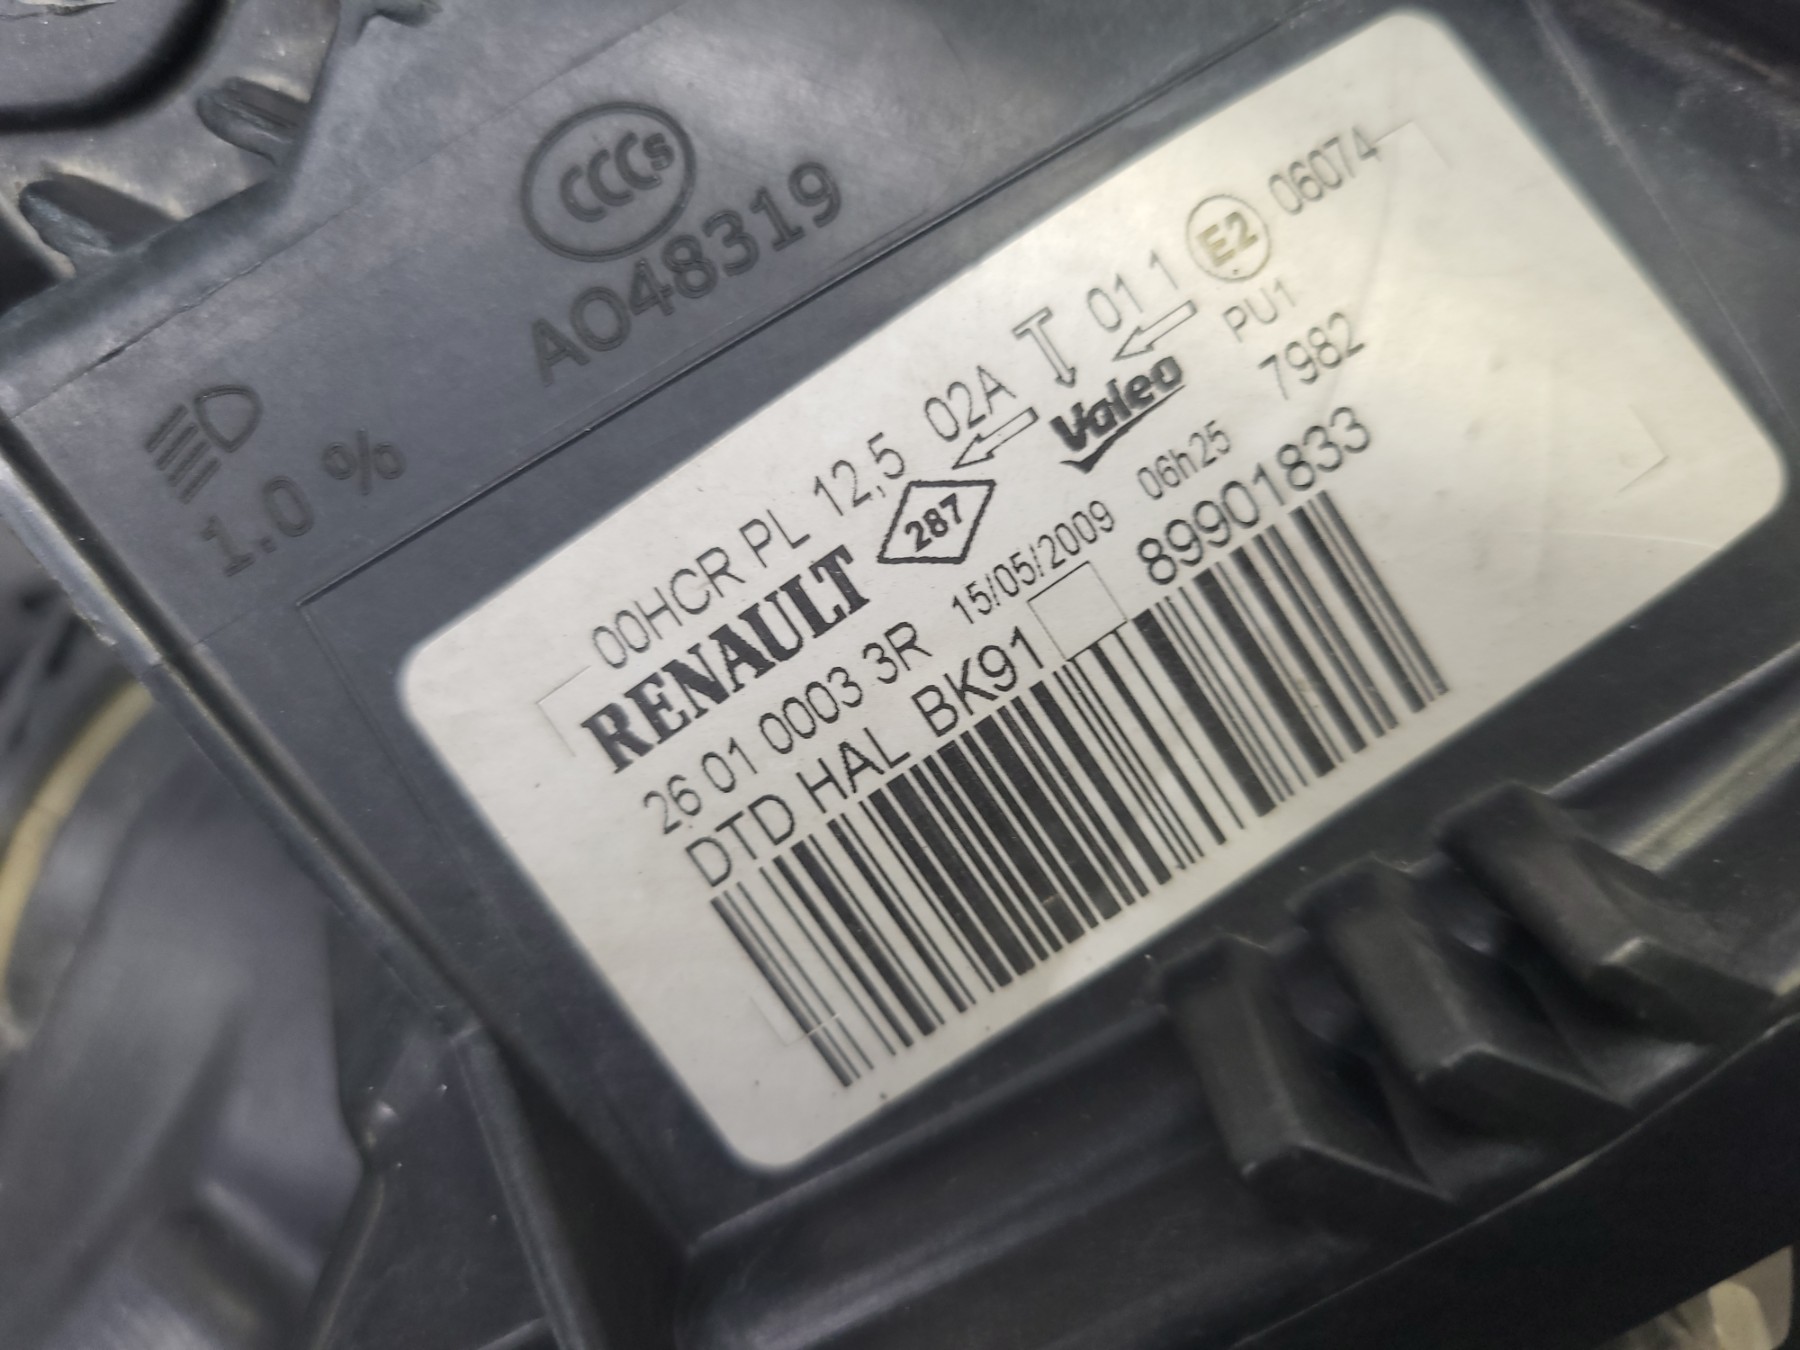 CCCs
A048319
1.0 %
00HCR PL 12,5 02A 01 1 E2 06074
RENAULT 287 Valeo PU1
26 01 0003 3R 15/05/2009 06h25 7982
DTD HAL BK91 89901833